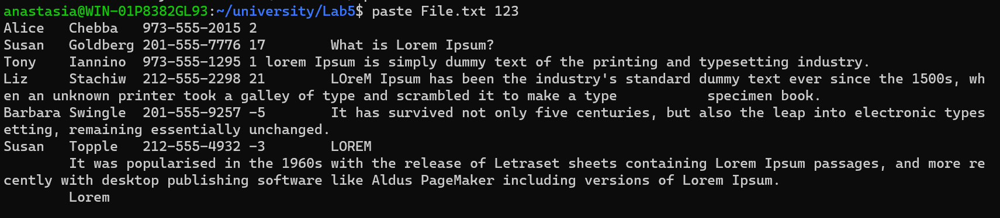 anastasia@WIN-01P8382GL93:~/university/Lab5$ paste File.txt 123
Alice   Chebba   973-555-2015 2
Susan   Goldberg 201-555-7776 17        What is Lorem Ipsum?
Tony    Iannino  973-555-1295 1 lorem Ipsum is simply dummy text of the printing and typesetting industry.
Liz     Stachiw  212-555-2298 21        LOreM Ipsum has been the industry's standard dummy text ever since the 1500s, wh
en an unknown printer took a galley of type and scrambled it to make a type           specimen book.
Barbara Swingle  201-555-9257 -5        It has survived not only five centuries, but also the leap into electronic types
etting, remaining essentially unchanged.
Susan   Topple   212-555-4932 -3        LOREM
        It was popularised in the 1960s with the release of Letraset sheets containing Lorem Ipsum passages, and more re
cently with desktop publishing software like Aldus PageMaker including versions of Lorem Ipsum.
        Lorem